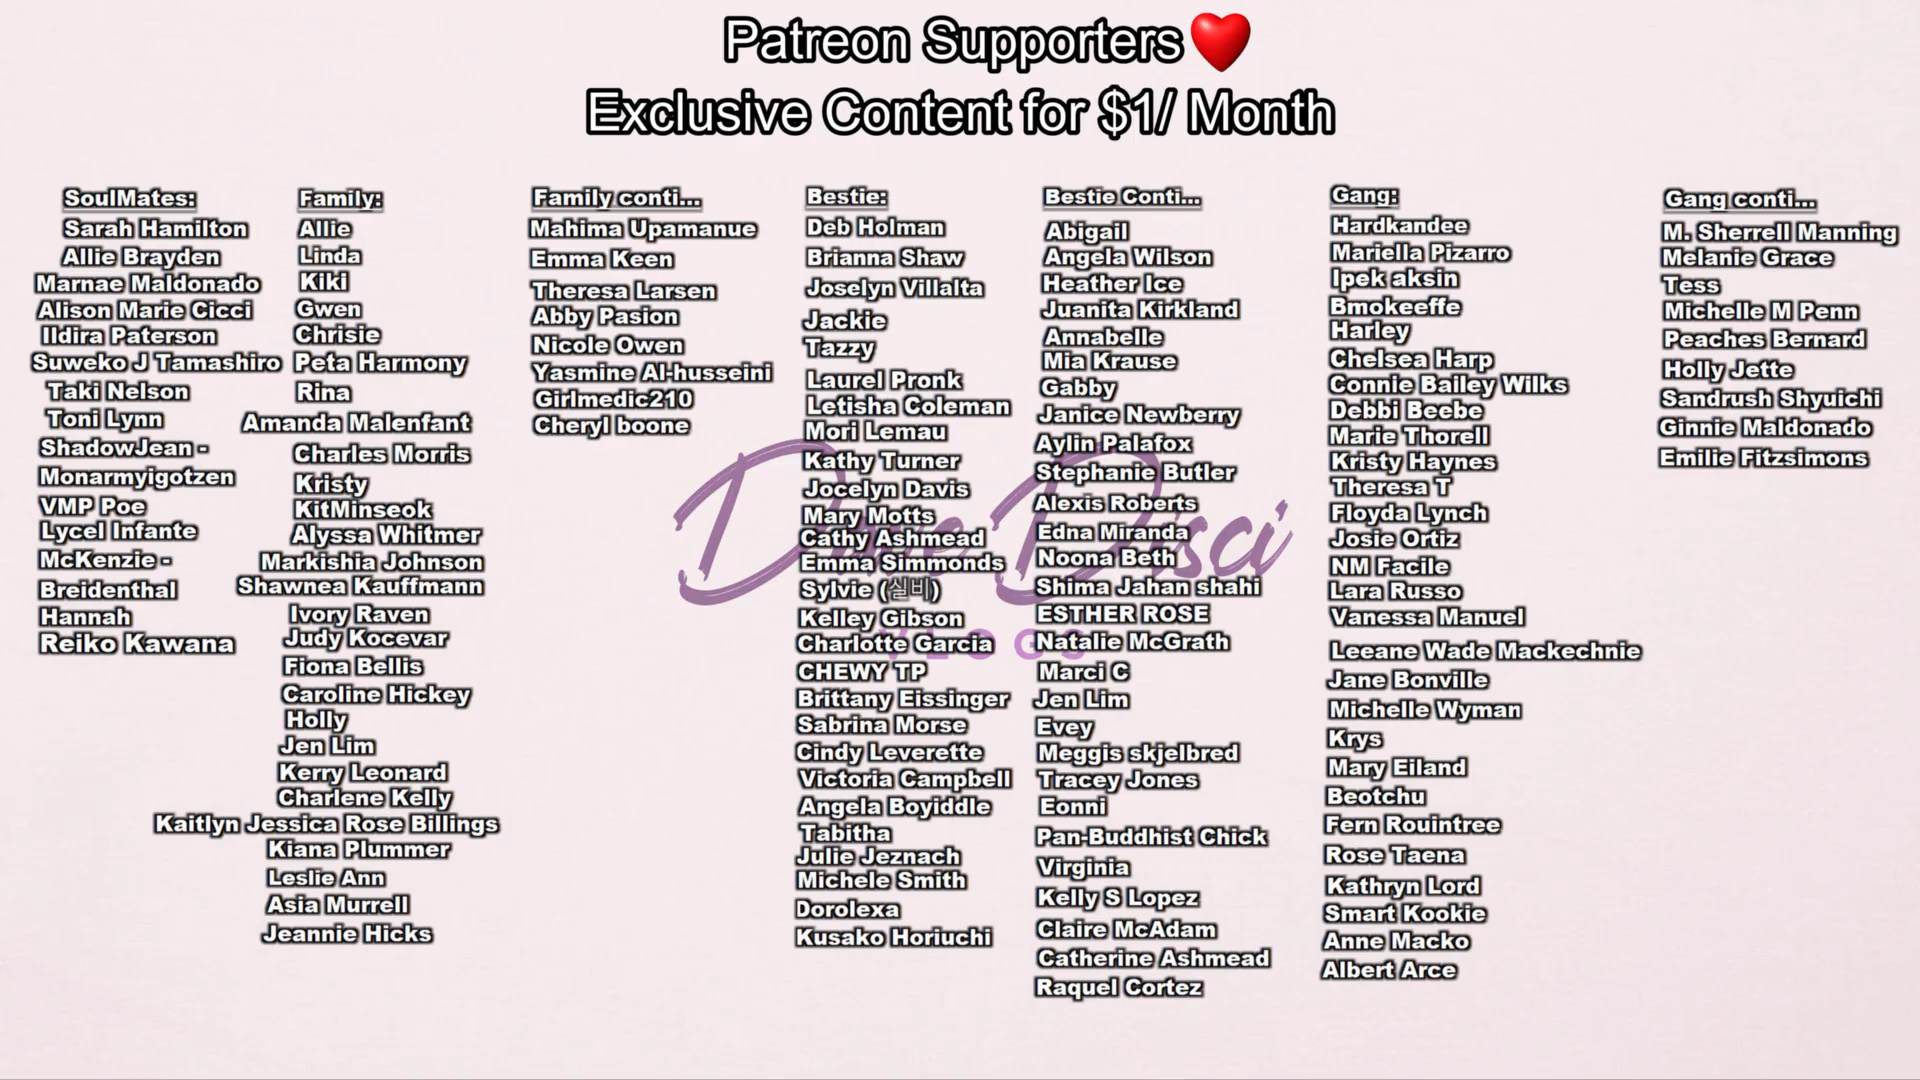 Patreon Supporters❤
Exclusive Content for $1/ Month
SoulMates:
Sarah Hamilton
Allie Brayden
Marnae Maldonado
Alison Marie Cicci
Ildira Paterson
Suweko J Tamashiro
Taki Nelson
Toni Lynn
ShadowJean -
Monarmyigotzen
VMP Poe
Lycel Infante
McKenzie -
Breidenthal
Hannah
Reiko Kawana
Family:
Allie
Linda
Kiki
Gwen
Chrisie
Peta Harmony
Rina
Amanda Malenfant
Charles Morris
Kristy
KitMinseok
Alyssa Whitmer
Markishia Johnson
Shawnea Kauffmann
Ivory Raven
Judy Kocevar
Fiona Bellis
Caroline Hickey
Holly
Jen Lim
Kerry Leonard
Charlene Kelly
Kaitlyn Jessica Rose Billings
Kiana Plummer
Leslie Ann
Asia Murrell
Jeannie Hicks
Family conti...
Mahima Upamanue
Emma Keen
Theresa Larsen
Abby Pasion
Nicole Owen
Yasmine Al-husseini
Girlmedic210
Cheryl boone
Bestie:
Deb Holman
Brianna Shaw
Joselyn Villalta
Jackie
Tazzy
Laurel Pronk
Letisha Coleman
Mori Lemau
Kathy Turner
Jocelyn Davis
Mary Motts
Cathy Ashmead
Emma Simmonds
Sylvie (실비)
Kelley Gibson
Charlotte Garcia
CHEWY TP
Brittany Eissinger
Sabrina Morse
Cindy Leverette
Victoria Campbell
Angela Boyiddle
Tabitha
Julie Jeznach
Michele Smith
Dorolexa
Kusako Horiuchi
Bestie Conti...
Abigail
Angela Wilson
Heather Ice
Juanita Kirkland
Annabelle
Mia Krause
Gabby
Janice Newberry
Aylin Palafox
Stephanie Butler
Alexis Roberts
Edna Miranda
Noona Beth
Shima Jahan shahi
ESTHER ROSE
Natalie McGrath
Marci C
Jen Lim
Evey
Meggis skjelbred
Tracey Jones
Eonni
Pan-Buddhist Chick
Virginia
Kelly S Lopez
Claire McAdam
Catherine Ashmead
Raquel Cortez
Gang:
Hardkandee
Mariella Pizarro
Ipek aksin
Bmokeeffe
Harley
Chelsea Harp
Connie Bailey Wilks
Debbi Beebe
Marie Thorell
Kristy Haynes
Theresa T
Floyda Lynch
Josie Ortiz
NM Facile
Lara Russo
Vanessa Manuel
Leeane Wade Mackechnie
Jane Bonville
Michelle Wyman
Krys
Mary Eiland
Beotchu
Fern Rouintree
Rose Taena
Kathryn Lord
Smart Kookie
Anne Macko
Albert Arce
Gang conti...
M. Sherrell Manning
Melanie Grace
Tess
Michelle M Penn
Peaches Bernard
Holly Jette
Sandrush Shyuichi
Ginnie Maldonado
Emilie Fitzsimons